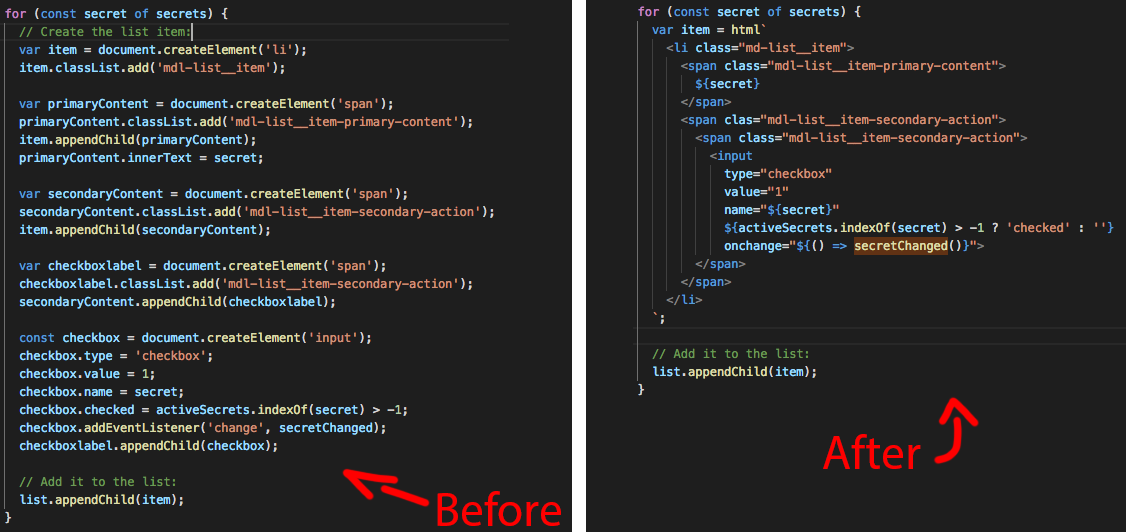 for (const secret of secrets) {
// Create the list item:
var item = document.createElement('li');
item.classList.add('mdl-list__item');
var primaryContent = document.createElement('span');
primaryContent.classList.add('mdl-list__item-primary-content');
item.appendChild(primaryContent);
primaryContent.innerText = secret;
var secondaryContent = document.createElement('span');
secondaryContent.classList.add('mdl-list__item-secondary-action');
item.appendChild(secondaryContent);
var checkboxlabel = document.createElement('span');
checkboxlabel.classList.add('mdl-list__item-secondary-action');
secondaryContent.appendChild(checkboxlabel);
const checkbox = document.createElement('input');
checkbox.type = 'checkbox';
checkbox.value = 1;
checkbox.name = secret;
checkbox.checked = activeSecrets.indexOf(secret) > -1;
checkbox.addEventListener('change', secretChanged);
checkboxlabel.appendChild(checkbox);
// Add it to the list:
list.appendChild(item);
}
Before
for (const secret of secrets) {
var item = html`
<li class="md-list__item">
<span class="mdl-list__item-primary-content">
${secret}
</span>
<span clas="mdl-list__item-secondary-action">
<span class="mdl-list__item-secondary-action">
<input
type="checkbox"
value="1"
name="${secret}"
${activeSecrets.indexOf(secret) > -1 ? 'checked' : ''}
onchange="${() => secretChanged()}">
</span>
</span>
</li>
`;
// Add it to the list:
list.appendChild(item);
}
After